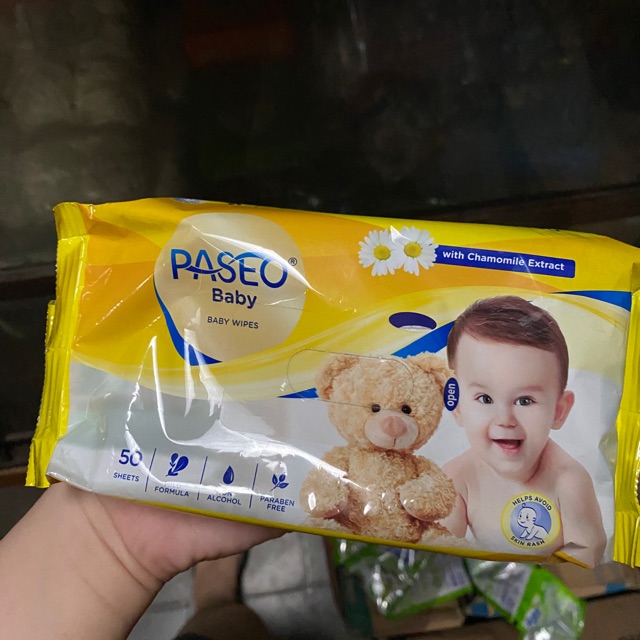 PASEO®
Baby
BABY WIPES
with Chamomile Extract
open
50
SHEETS
FORMULA
ALCOHOL
PARABEN
FREE
HELPS AVOID
SKIN RASH